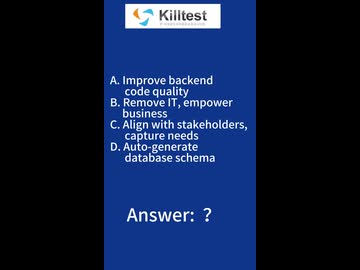 Killtest
A. Improve backend
code quality
B. Remove IT, empower
business
C. Align with stakeholders,
capture needs
D. Auto-generate
database schema
Answer: ?